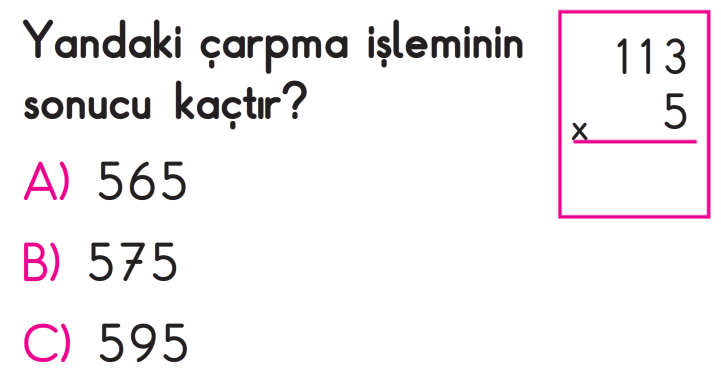 Yandaki çarpma işleminin
sonucu kaçtır?
113
5
x
A) 565
B) 575
C) 595